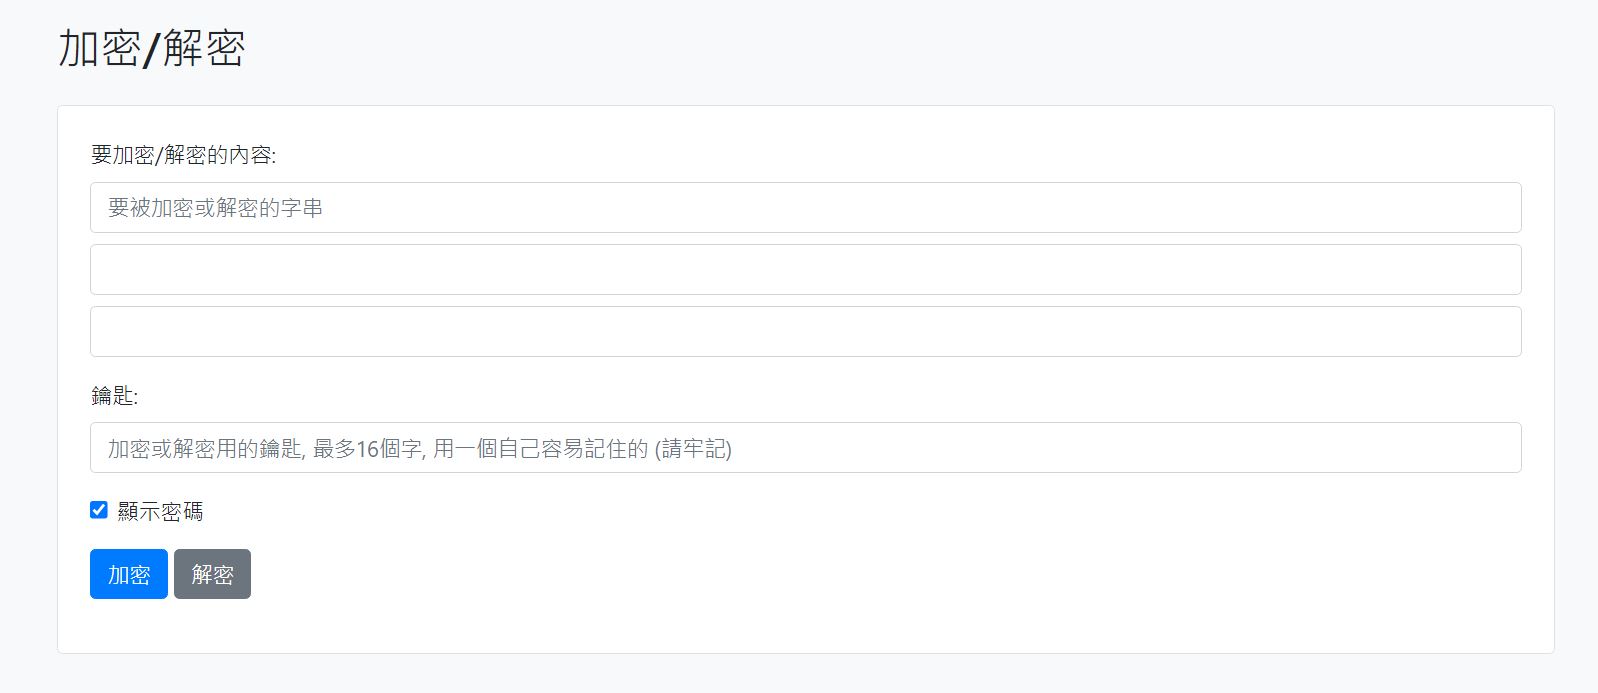 加密/解密
要加密/解密的內容:
要被加密或解密的字串
鑰匙:
加密或解密用的鑰匙, 最多16個字, 用一個自己容易記住的 (請牢記)
顯示密碼
加密 解密